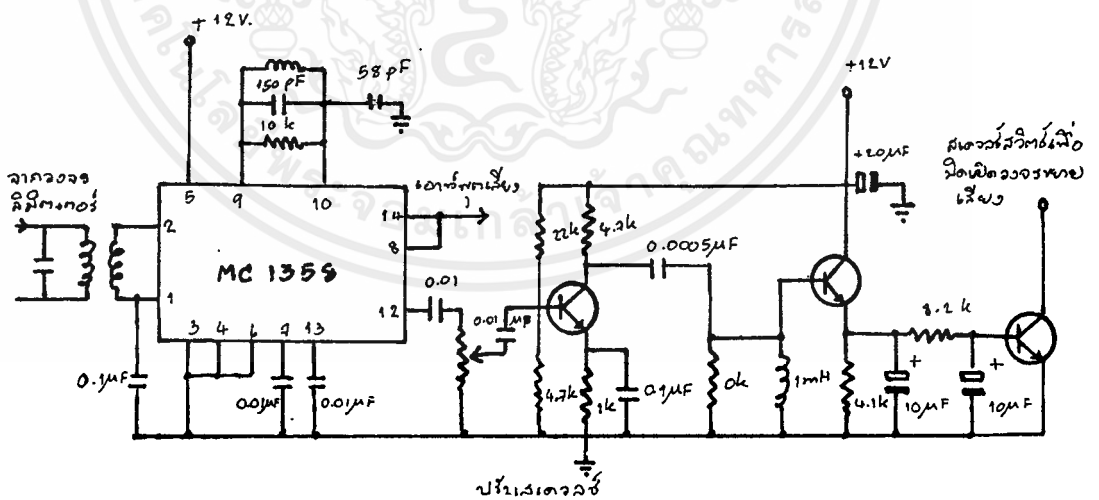 +12V.
150 pF
58 pF
10 k
+12V
จากวงจร
ลิมิตเตอร์
5
9
10
2
1
MC 1358
14
8
12
3
4
6
9
13
เอาท์พุตเสียง
0.01
0.01
0.1µF
0.01µF
0.01µF
22k
4.7k
0.0005µF
+20µF
สเควลช์สวิตช์เพื่อ
ปิดเปิดวงจรขยาย
เสียง
4.7k
1k
0.1µF
0k
1mH
4.1k
8.2k
+
10µF
+
10µF
ปรับสเควลช์